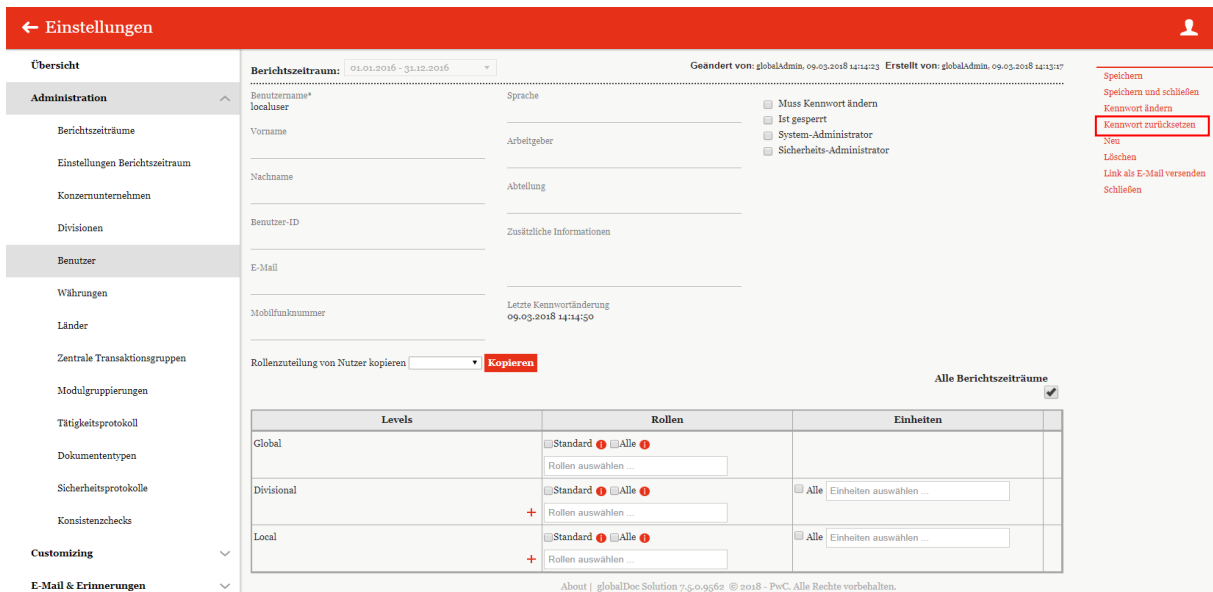 Einstellungen
Übersicht
Administration
Berichtszeiträume
Einstellungen Berichtszeitraum
Konzernunternehmen
Divisionen
Benutzer
Währungen
Länder
Zentrale Transaktionsgruppen
Modulgruppierungen
Tätigkeitsprotokoll
Dokumententypen
Sicherheitsprotokolle
Konsistenzchecks
Customizing
E-Mail & Erinnerungen
Berichtszeitraum: 01.01.2016 - 31.12.2016
Geändert von: globalAdmin, 09.03.2018 14:14:23 Erstellt von: globalAdmin, 09.03.2018 14:13:17
Benutzername*
localuser
Vorname
Nachname
Benutzer-ID
E-Mail
Mobilfunknummer
Sprache
Arbeitgeber
Abteilung
Zusätzliche Informationen
Letzte Kennwortänderung
09.03.2018 14:14:50
Muss Kennwort ändern
Ist gesperrt
System-Administrator
Sicherheits-Administrator
Rollenzuteilung von Nutzer kopieren Kopieren
Alle Berichtszeiträume
Levels Rollen Einheiten
Global Standard Alle
Rollen auswählen ...
Divisional Standard Alle Alle Einheiten auswählen ...
+ Rollen auswählen ...
Local Standard Alle Alle Einheiten auswählen ...
+ Rollen auswählen ...
About | globalDoc Solution 7.5.0.9562 © 2018 - PwC. Alle Rechte vorbehalten.
Speichern
Speichern und schließen
Kennwort ändern
Kennwort zurücksetzen
Neu
Löschen
Link als E-Mail versenden
Schließen